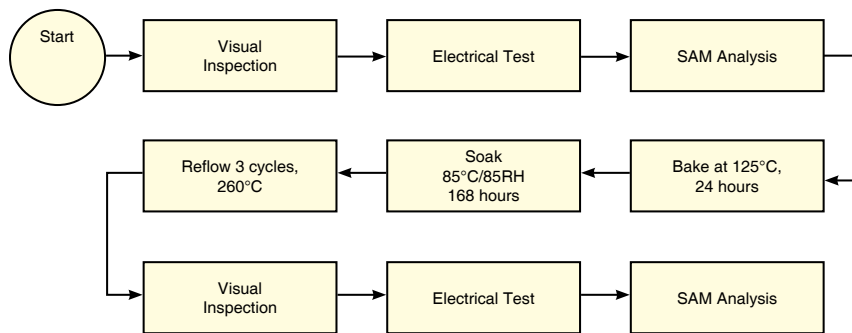 Start
Visual
Inspection
Electrical Test
SAM Analysis
Bake at 125°C,
24 hours
Soak
85°C/85RH
168 hours
Reflow 3 cycles,
260°C
Visual
Inspection
Electrical Test
SAM Analysis